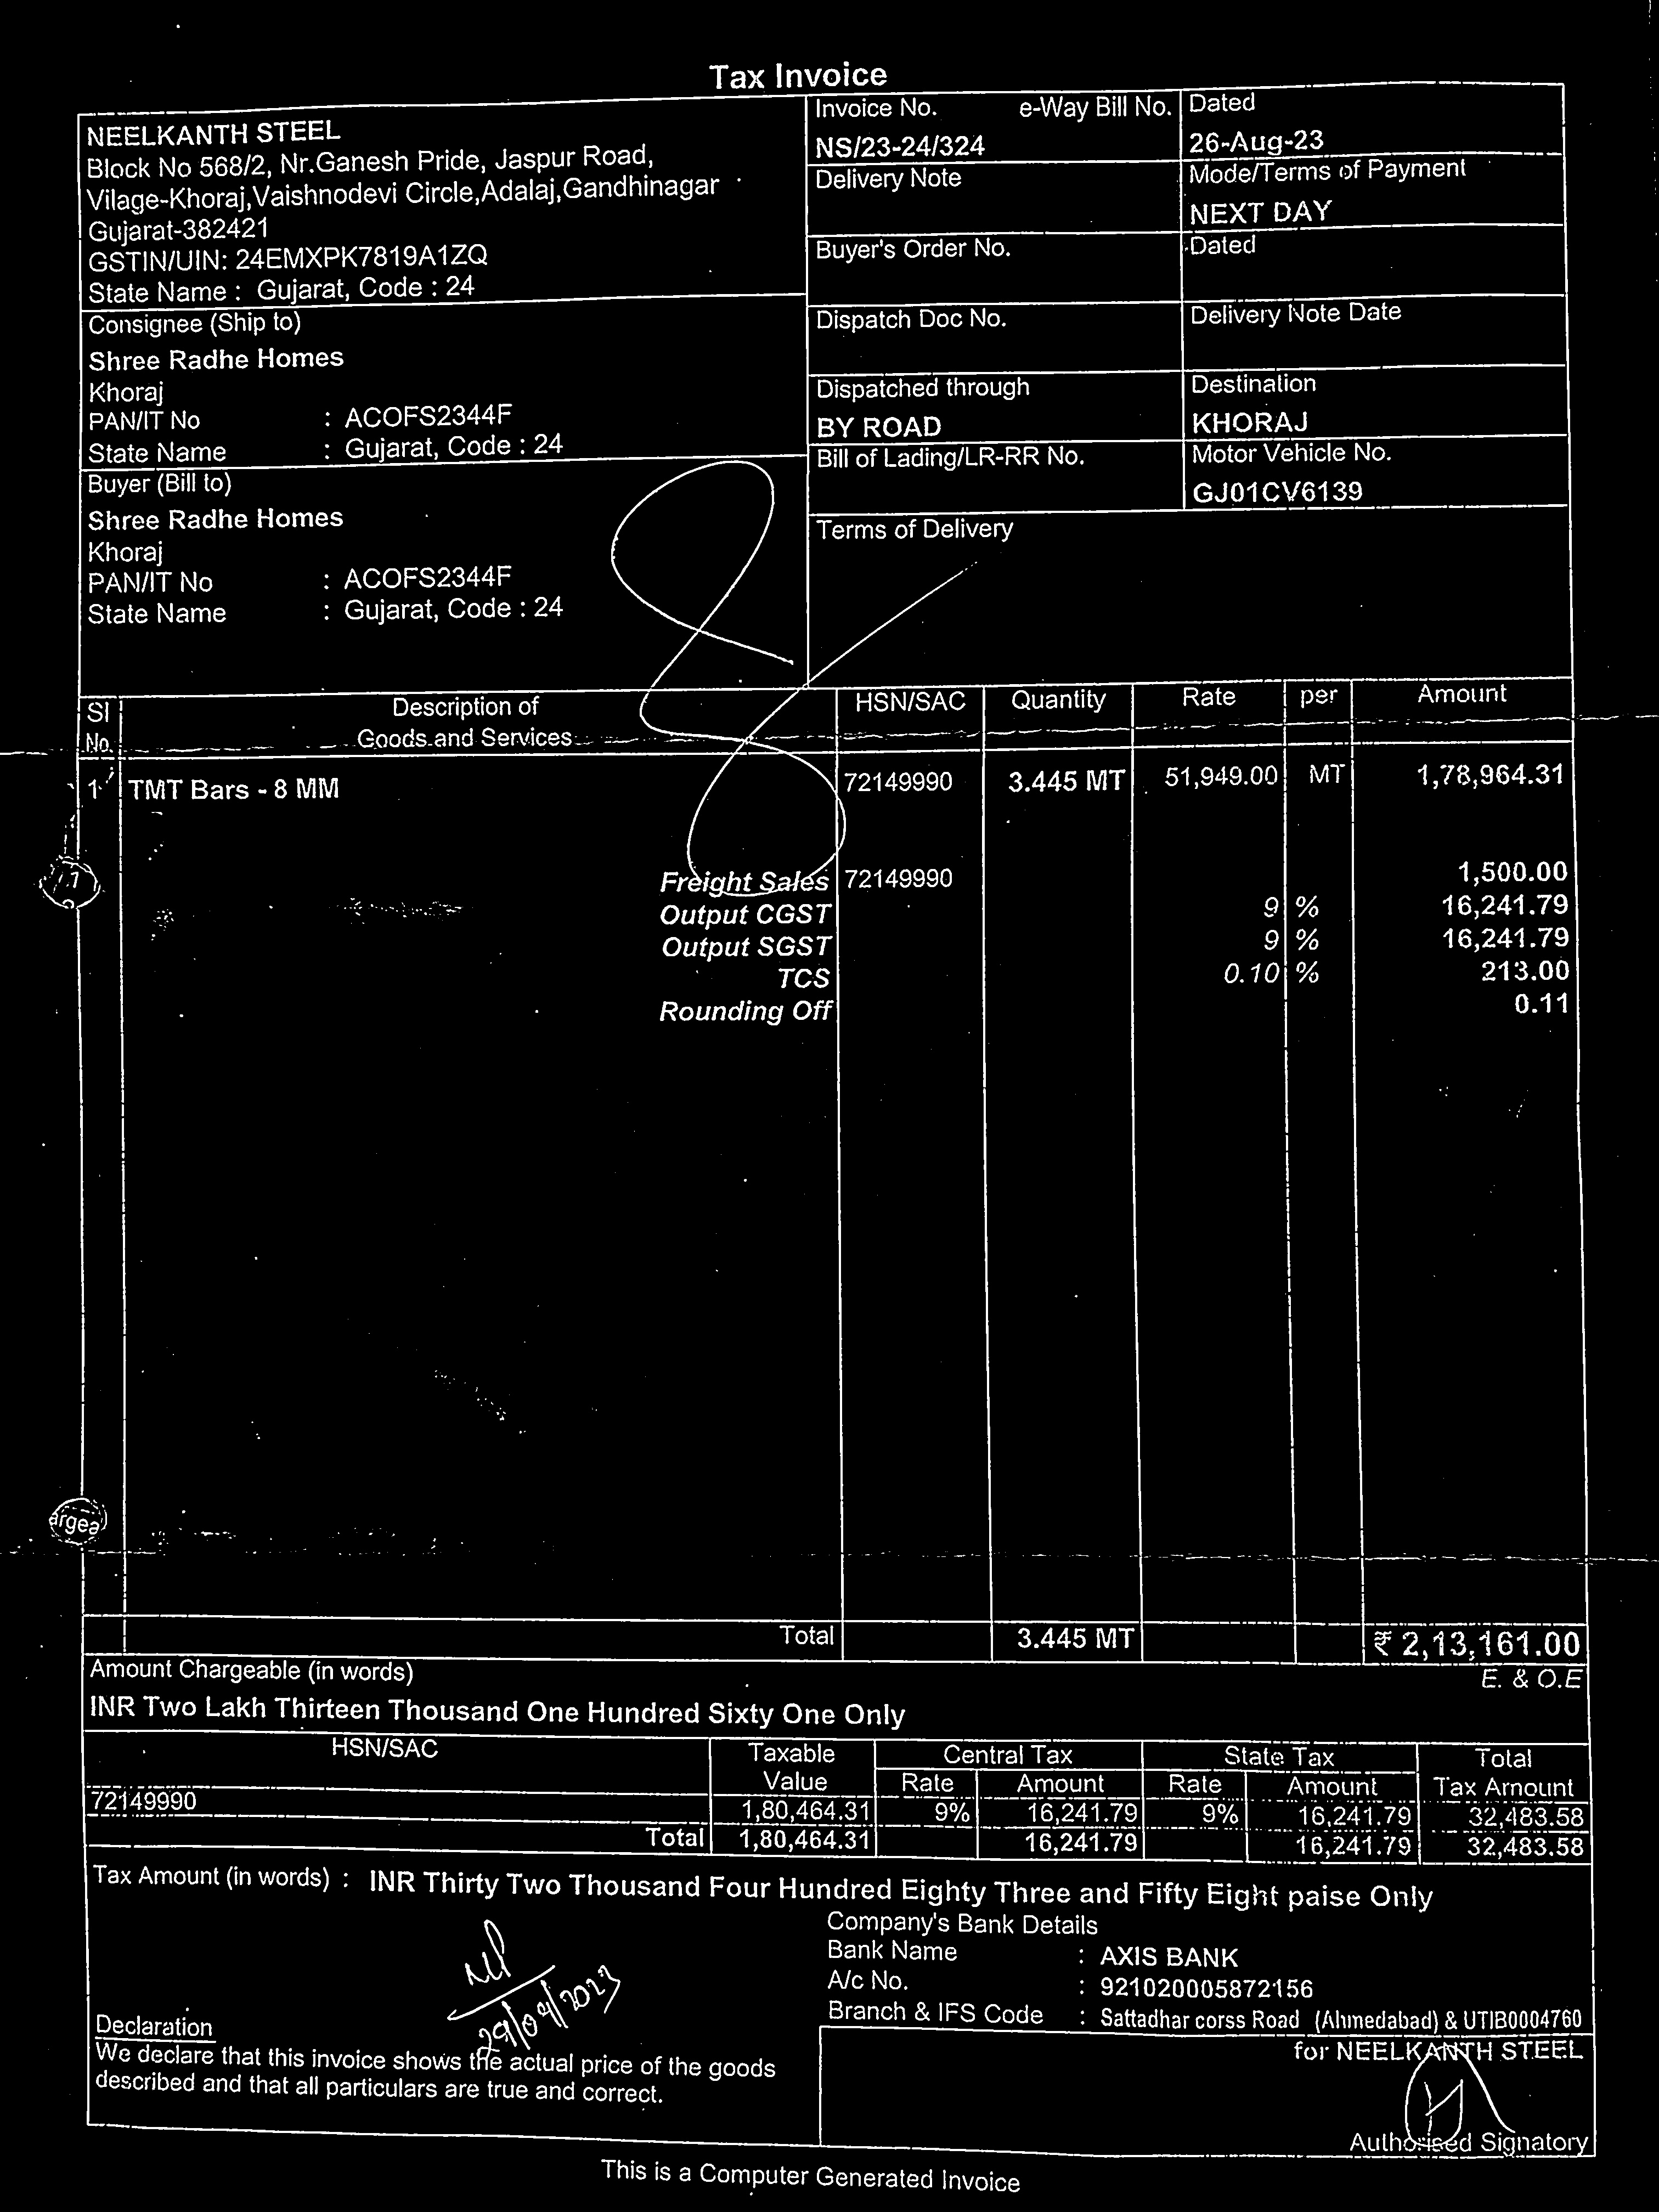 Tax Invoice
NEELKANTH STEEL
Block No 568/2, Nr.Ganesh Pride, Jaspur Road,
Vilage-Khoraj,Vaishnodevi Circle,Adalaj,Gandhinagar
Gujarat-382421
GSTIN/UIN: 24EMXPK7819A1ZQ
State Name : Gujarat, Code : 24
Invoice No. e-Way Bill No. Dated
NS/23-24/324 26-Aug-23
Delivery Note Mode/Terms of Payment
NEXT DAY
Buyer's Order No. Dated
Dispatch Doc No. Delivery Note Date
Dispatched through Destination
BY ROAD KHORAJ
Bill of Lading/LR-RR No. Motor Vehicle No.
GJ01CV6139
Terms of Delivery
Consignee (Ship to)
Shree Radhe Homes
Khoraj
PAN/IT No : ACOFS2344F
State Name : Gujarat, Code : 24
Buyer (Bill to)
Shree Radhe Homes
Khoraj
PAN/IT No : ACOFS2344F
State Name : Gujarat, Code : 24
Sl Description of HSN/SAC Quantity Rate per Amount
No. Goods and Services
1 TMT Bars - 8 MM 72149990 3.445 MT 51,949.00 MT 1,78,964.31
Freight Sales 72149990 1,500.00
Output CGST 9 % 16,241.79
Output SGST 9 % 16,241.79
TCS 0.10 % 213.00
Rounding Off 0.11
Total 3.445 MT ₹ 2,13,161.00
Amount Chargeable (in words) E. & O.E
INR Two Lakh Thirteen Thousand One Hundred Sixty One Only
HSN/SAC Taxable Central Tax State Tax Total
Value Rate Amount Rate Amount Tax Amount
72149990 1,80,464.31 9% 16,241.79 9% 16,241.79 32,483.58
Total 1,80,464.31 16,241.79 16,241.79 32,483.58
Tax Amount (in words) : INR Thirty Two Thousand Four Hundred Eighty Three and Fifty Eight paise Only
Company's Bank Details
Bank Name : AXIS BANK
A/c No. : 921020005872156
Branch & IFS Code : Sattadhar corss Road (Ahmedabad) & UTIB0004760
29/09/2023
Declaration
We declare that this invoice shows the actual price of the goods
described and that all particulars are true and correct.
for NEELKANTH STEEL
Authorised Signatory
This is a Computer Generated Invoice